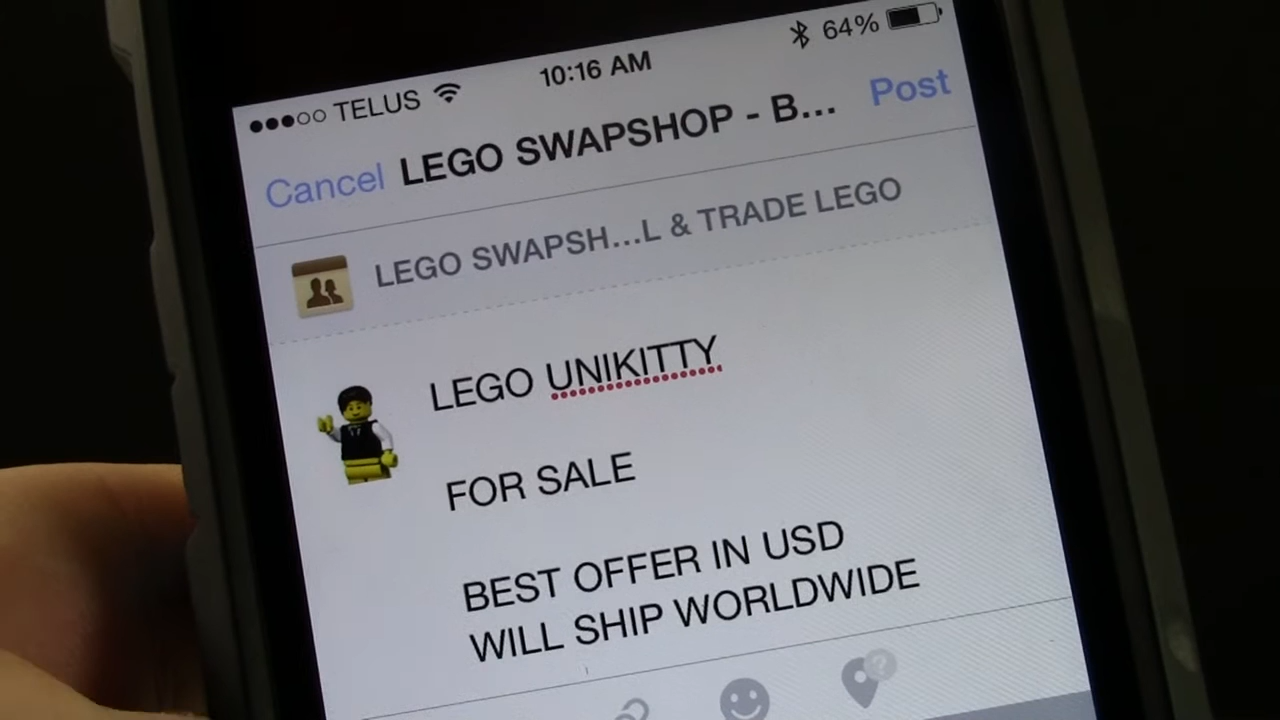 TELUS 10:16 AM 64%
Cancel LEGO SWAPSHOP - B... Post
LEGO SWAPSH...L & TRADE LEGO
LEGO UNIKITTY
FOR SALE
BEST OFFER IN USD
WILL SHIP WORLDWIDE